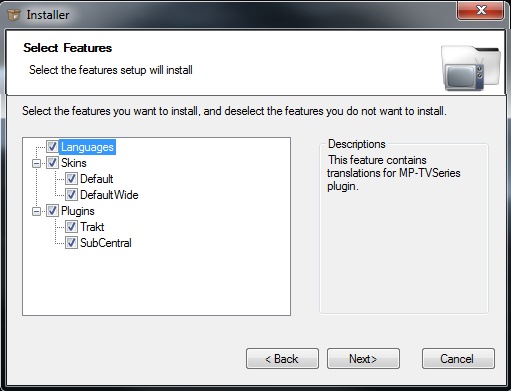 Installer
Select Features
Select the features setup will install
Select the features you want to install, and deselect the features you do not want to install.
Languages
Skins
Default
DefaultWide
Plugins
Trakt
SubCentral
Descriptions
This feature contains
translations for MP-TVSeries
plugin.
< Back
Next>
Cancel